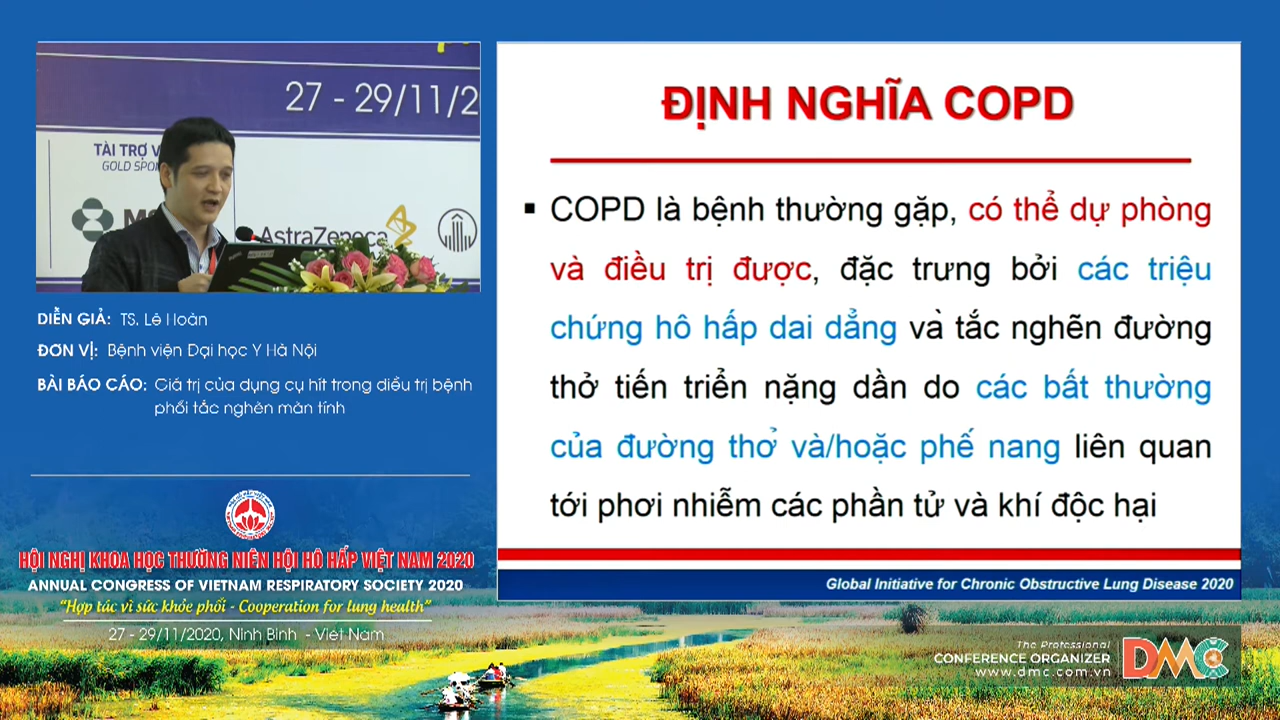 27 - 29/11/2
TÀI TRỢ V
GOLD SPON
AstraZeneca
DIỄN GIẢ: TS. Lê Hoàn
ĐƠN VỊ: Bệnh viện Đại học Y Hà Nội
BÀI BÁO CÁO: Giá trị của dụng cụ hít trong điều trị bệnh
phổi tắc nghẽn mãn tính
HỘI NGHỊ KHOA HỌC THƯỜNG NIÊN HỘI HÔ HẤP VIỆT NAM 2020
ANNUAL CONGRESS OF VIETNAM RESPIRATORY SOCIETY 2020
“Hợp tác vì sức khỏe phổi - Cooperation for lung health”
27 - 29/11/2020, Ninh Bình - Việt Nam
ĐỊNH NGHĨA COPD
▪ COPD là bệnh thường gặp, có thể dự phòng
và điều trị được, đặc trưng bởi các triệu
chứng hô hấp dai dẳng và tắc nghẽn đường
thở tiến triển nặng dần do các bất thường
của đường thở và/hoặc phế nang liên quan
tới phơi nhiễm các phần tử và khí độc hại
Global Initiative for Chronic Obstructive Lung Disease 2020
The Professional
CONFERENCE ORGANIZER
www.dmc.com.vn
DMC